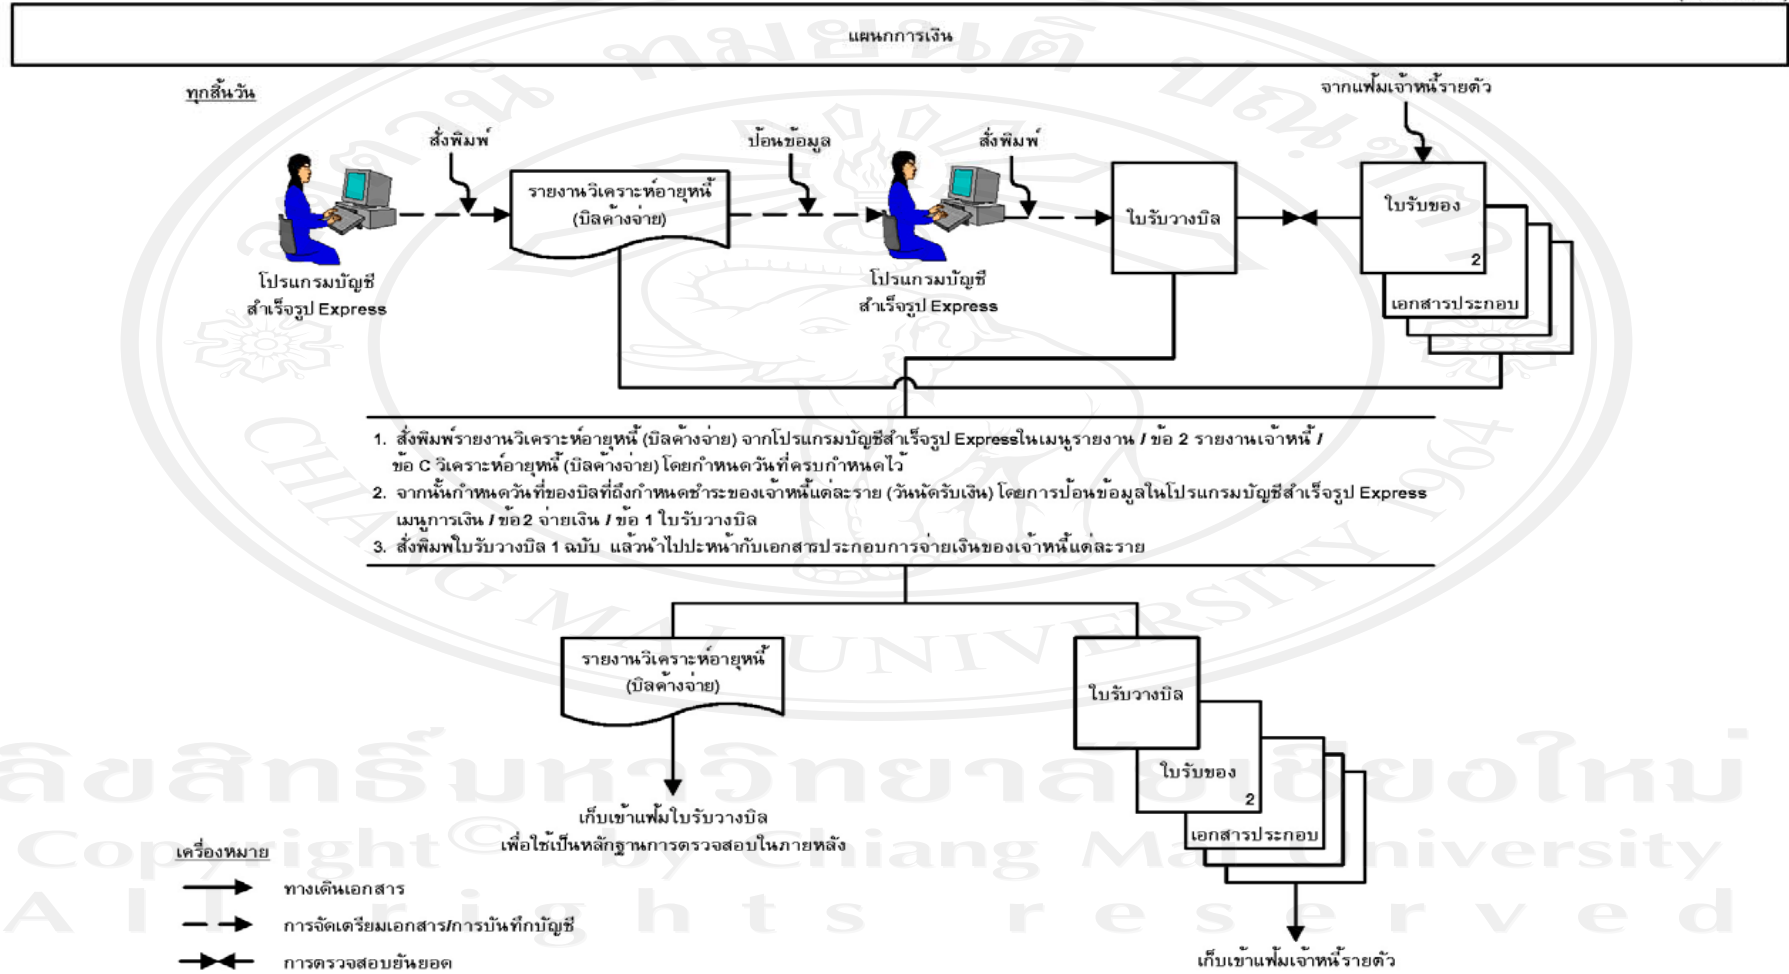 แผนกการเงิน
ทุกสิ้นวัน
จากแฟ้มเจ้าหนี้รายตัว
สั่งพิมพ์
ป้อนข้อมูล
สั่งพิมพ์
รายงานวิเคราะห์อายุหนี้
(บิลค้างจ่าย)
ใบรับวางบิล
ใบรับของ
2
เอกสารประกอบ
โปรแกรมบัญชี
สำเร็จรูป Express
โปรแกรมบัญชี
สำเร็จรูป Express
1. สั่งพิมพ์รายงานวิเคราะห์อายุหนี้ (บิลค้างจ่าย) จากโปรแกรมบัญชีสำเร็จรูป Expressในเมนูรายงาน / ข้อ 2 รายงานเจ้าหนี้ /
ข้อ C วิเคราะห์อายุหนี้ (บิลค้างจ่าย) โดยกำหนดวันที่ครบกำหนดไว้
2. จากนั้นกำหนดวันที่ของบิลที่ถึงกำหนดชำระของเจ้าหนี้แต่ละราย (วันนัดรับเงิน) โดยการป้อนข้อมูลในโปรแกรมบัญชีสำเร็จรูป Express
เมนูการเงิน / ข้อ2 จ่ายเงิน / ข้อ 1 ใบรับวางบิล
3. สั่งพิมพ์ใบรับวางบิล 1 ฉบับ แล้วนำไปปะหน้ากับเอกสารประกอบการจ่ายเงินของเจ้าหนี้แต่ละราย
รายงานวิเคราะห์อายุหนี้
(บิลค้างจ่าย)
ใบรับวางบิล
ใบรับของ
2
เอกสารประกอบ
เก็บเข้าแฟ้มใบรับวางบิล
เพื่อใช้เป็นหลักฐานการตรวจสอบในภายหลัง
เก็บเข้าแฟ้มเจ้าหนี้รายตัว
เครื่องหมาย
ทางเดินเอกสาร
การจัดเตรียมเอกสาร/การบันทึกบัญชี
การตรวจสอบยันยอด
CHIANG MAI UNIVERSITY 1964
ลิขสิทธิ์มหาวิทยาลัยเชียงใหม่
Copyright© by Chiang Mai University
All rights reserved